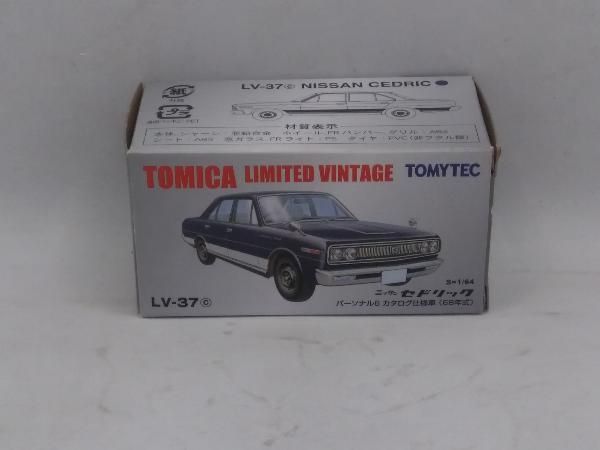 LV-37ⓒ NISSAN CEDRIC
材質表示
TOMICA LIMITED VINTAGE TOMYTEC
S=1/64
LV-37ⓒ
ニッサン セドリック
パーソナル6 カタログ仕様車 (68年式)